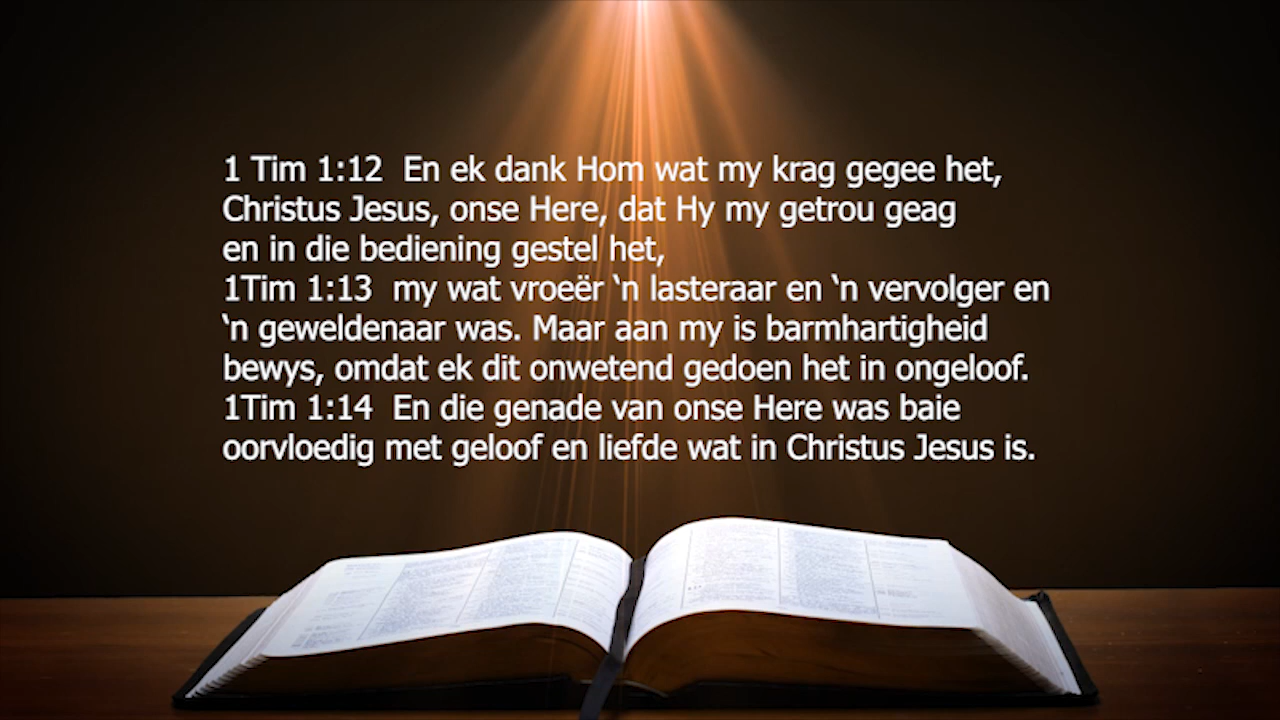 1 Tim 1:12  En ek dank Hom wat my krag gegee het,
Christus Jesus, onse Here, dat Hy my getrou geag
en in die bediening gestel het,
1Tim 1:13  my wat vroeër ‘n lasteraar en ‘n vervolger en
‘n geweldenaar was. Maar aan my is barmhartigheid
bewys, omdat ek dit onwetend gedoen het in ongeloof.
1Tim 1:14  En die genade van onse Here was baie
oorvloedig met geloof en liefde wat in Christus Jesus is.